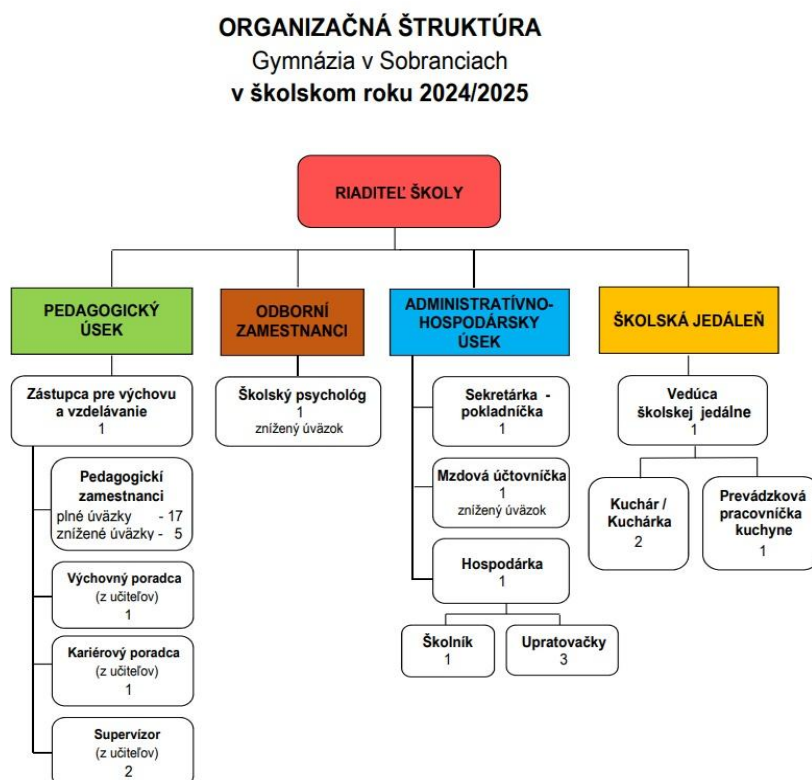 ORGANIZAČNÁ ŠTRUKTÚRA
Gymnázia v Sobranciach
v školskom roku 2024/2025
RIADITEĽ ŠKOLY
PEDAGOGICKÝ
ÚSEK
ODBORNÍ
ZAMESTNANCI
ADMINISTRATÍVNO-
HOSPODÁRSKY
ÚSEK
ŠKOLSKÁ JEDÁLEŇ
Zástupca pre výchovu
a vzdelávanie
1
Školský psychológ
1
znížený úväzok
Sekretárka -
pokladníčka
1
Vedúca
školskej jedálne
1
Pedagogickí
zamestnanci
plné úväzky - 17
znížené úväzky - 5
Mzdová účtovníčka
1
znížený úväzok
Kuchár /
Kuchárka
2
Prevádzková
pracovníčka
kuchyne
1
Výchovný poradca
(z učiteľov)
1
Hospodárka
1
Kariérový poradca
(z učiteľov)
1
Školník
1
Upratovačky
3
Supervízor
(z učiteľov)
2